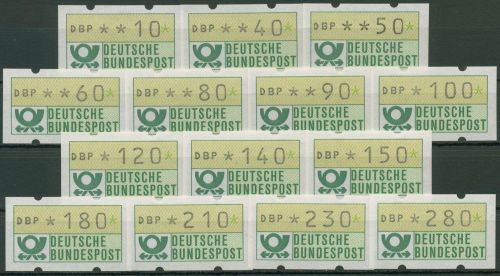 DBP **10*
DEUTSCHE
BUNDESPOST
DBP **40*
DEUTSCHE
BUNDESPOST
DBP **50*
DEUTSCHE
BUNDESPOST
DBP **60*
DEUTSCHE
BUNDESPOST
DBP **80*
DEUTSCHE
BUNDESPOST
DBP **90*
DEUTSCHE
BUNDESPOST
DBP *100*
DEUTSCHE
BUNDESPOST
DBP *120*
DEUTSCHE
BUNDESPOST
DBP *140*
DEUTSCHE
BUNDESPOST
DBP *150*
DEUTSCHE
BUNDESPOST
DBP *180*
DEUTSCHE
BUNDESPOST
DBP *210*
DEUTSCHE
BUNDESPOST
DBP *230*
DEUTSCHE
BUNDESPOST
DBP *280*
DEUTSCHE
BUNDESPOST